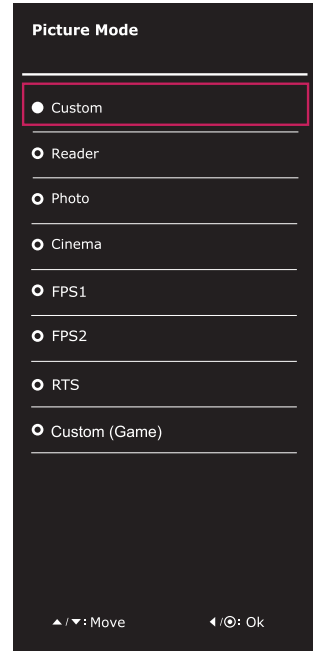 Picture Mode
Custom
Reader
Photo
Cinema
FPS1
FPS2
RTS
Custom (Game)
▲/▼: Move ◀/◉: Ok